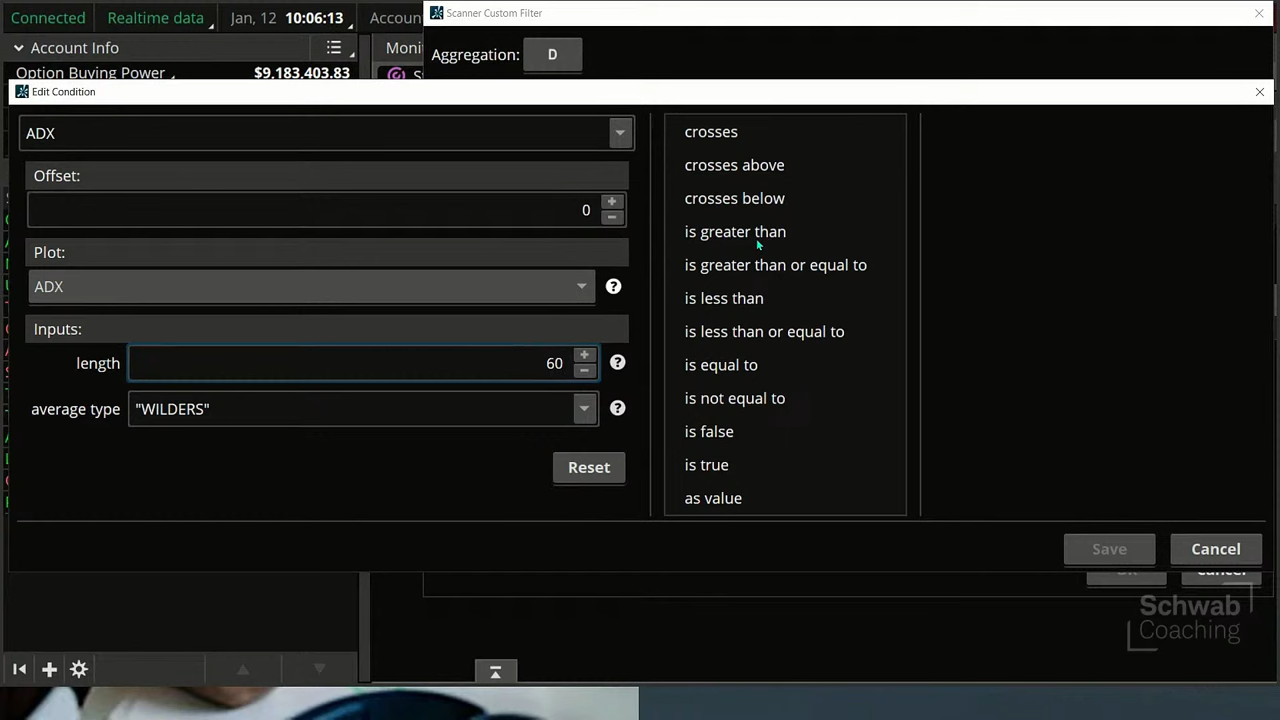 Connected
Realtime data
Jan, 12 10:06:13
Account Info
Option Buying Power
$9,183,403.83
Scanner Custom Filter
Aggregation:
D
Edit Condition
ADX
Offset:
0
Plot:
ADX
Inputs:
length
60
average type
"WILDERS"
Reset
crosses
crosses above
crosses below
is greater than
is greater than or equal to
is less than
is less than or equal to
is equal to
is not equal to
is false
is true
as value
Save
Cancel
Cancel
Schwab
Coaching